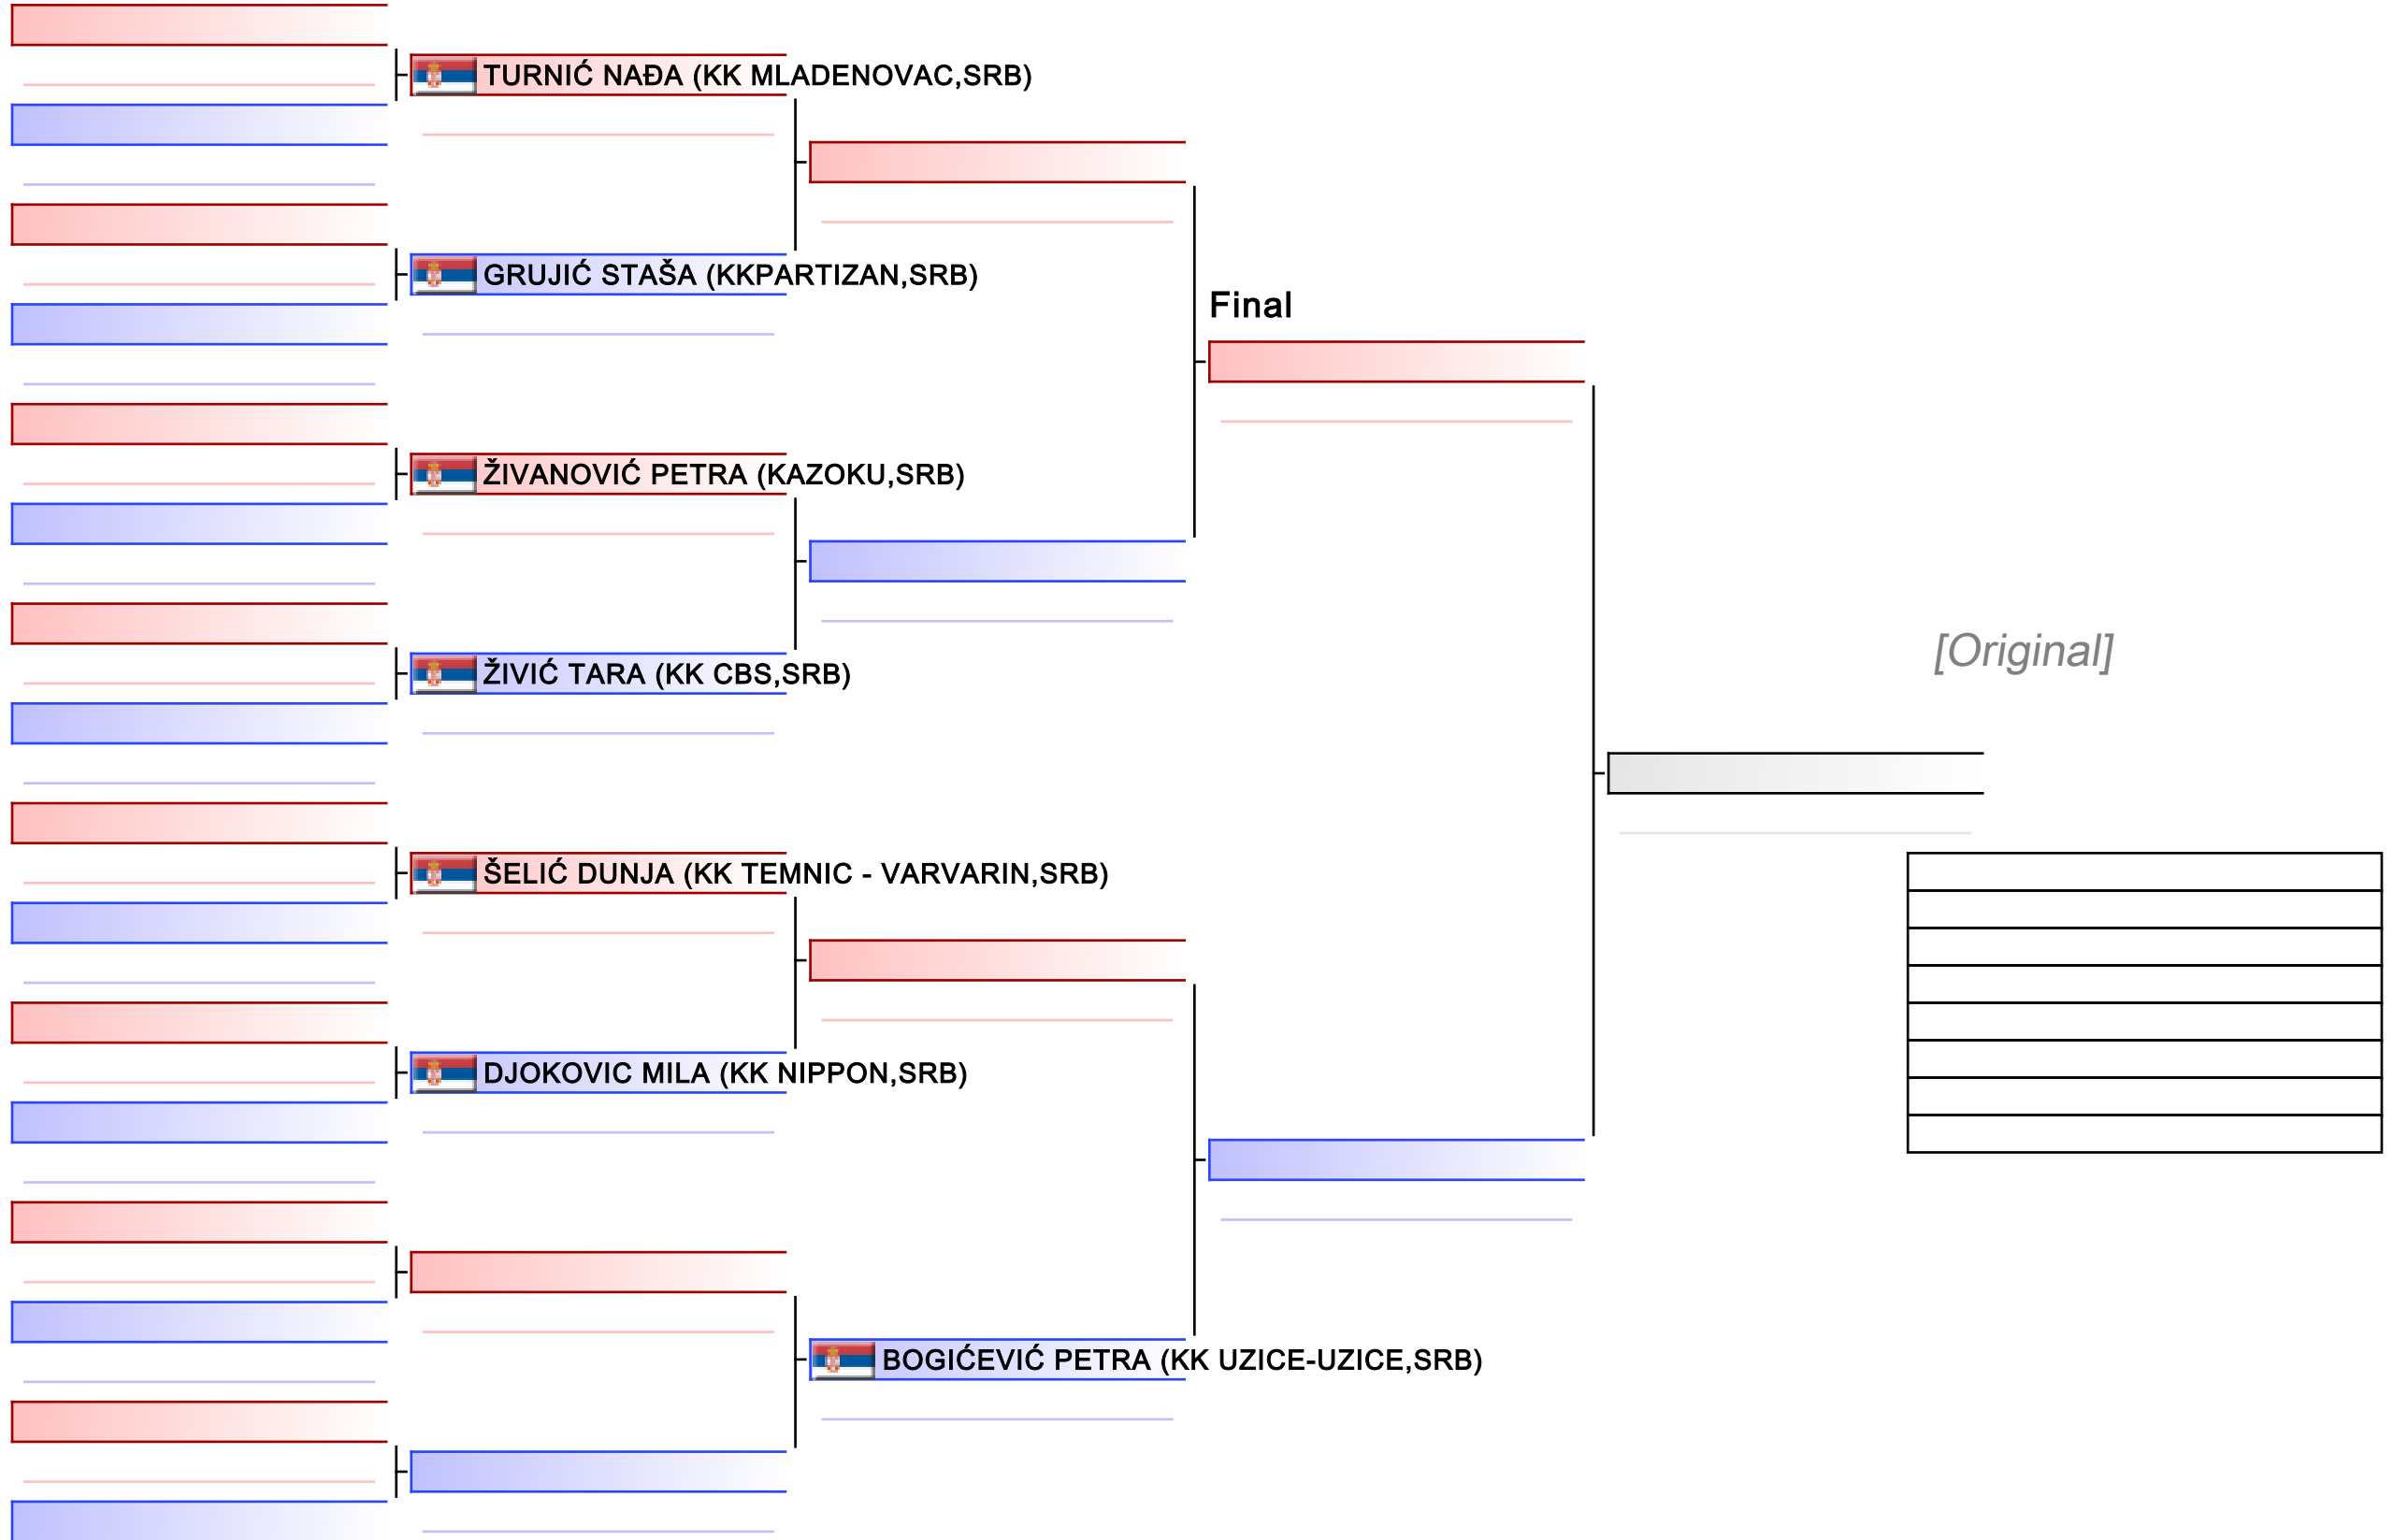 TURNIĆ NAĐA (KK MLADENOVAC,SRB)
GRUJIĆ STAŠA (KKPARTIZAN,SRB)
Final
ŽIVANOVIĆ PETRA (KAZOKU,SRB)
[Original]
ŽIVIĆ TARA (KK CBS,SRB)
ŠELIĆ DUNJA (KK TEMNIC - VARVARIN,SRB)
DJOKOVIC MILA (KK NIPPON,SRB)
BOGIĆEVIĆ PETRA (KK UZICE-UZICE,SRB)